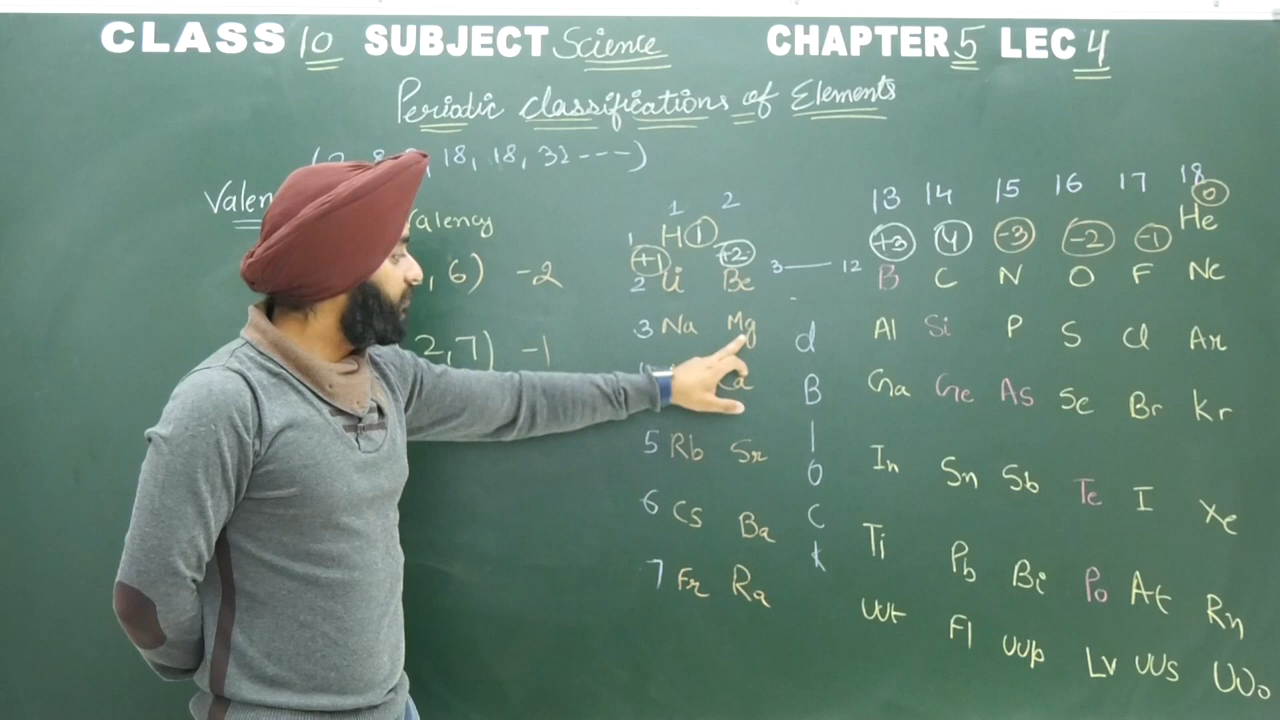 CLASS 10 SUBJECT Science CHAPTER 5 LEC 4
Periodic classifications of Elements
18, 18, 32 ----)
Valen
Valency
, 6) -2
2, 7) -1
1 2 13 14 15 16 17 18
1 H 1 He 0
+1 +2 3 —— 12 +3 4 -3 -2 -1
2 Li Be B C N O F Ne
3 Na Mg Al Si P S Cl Ar
Ca Ga Ge As Se Br Kr
5 Rb Sr In Sn Sb Te I Xe
6 Cs Ba Ti Pb Bi Po At Rn
7 Fr Ra UUt Fl UUp Lv UUs UUo
d
B
l
O
C
k